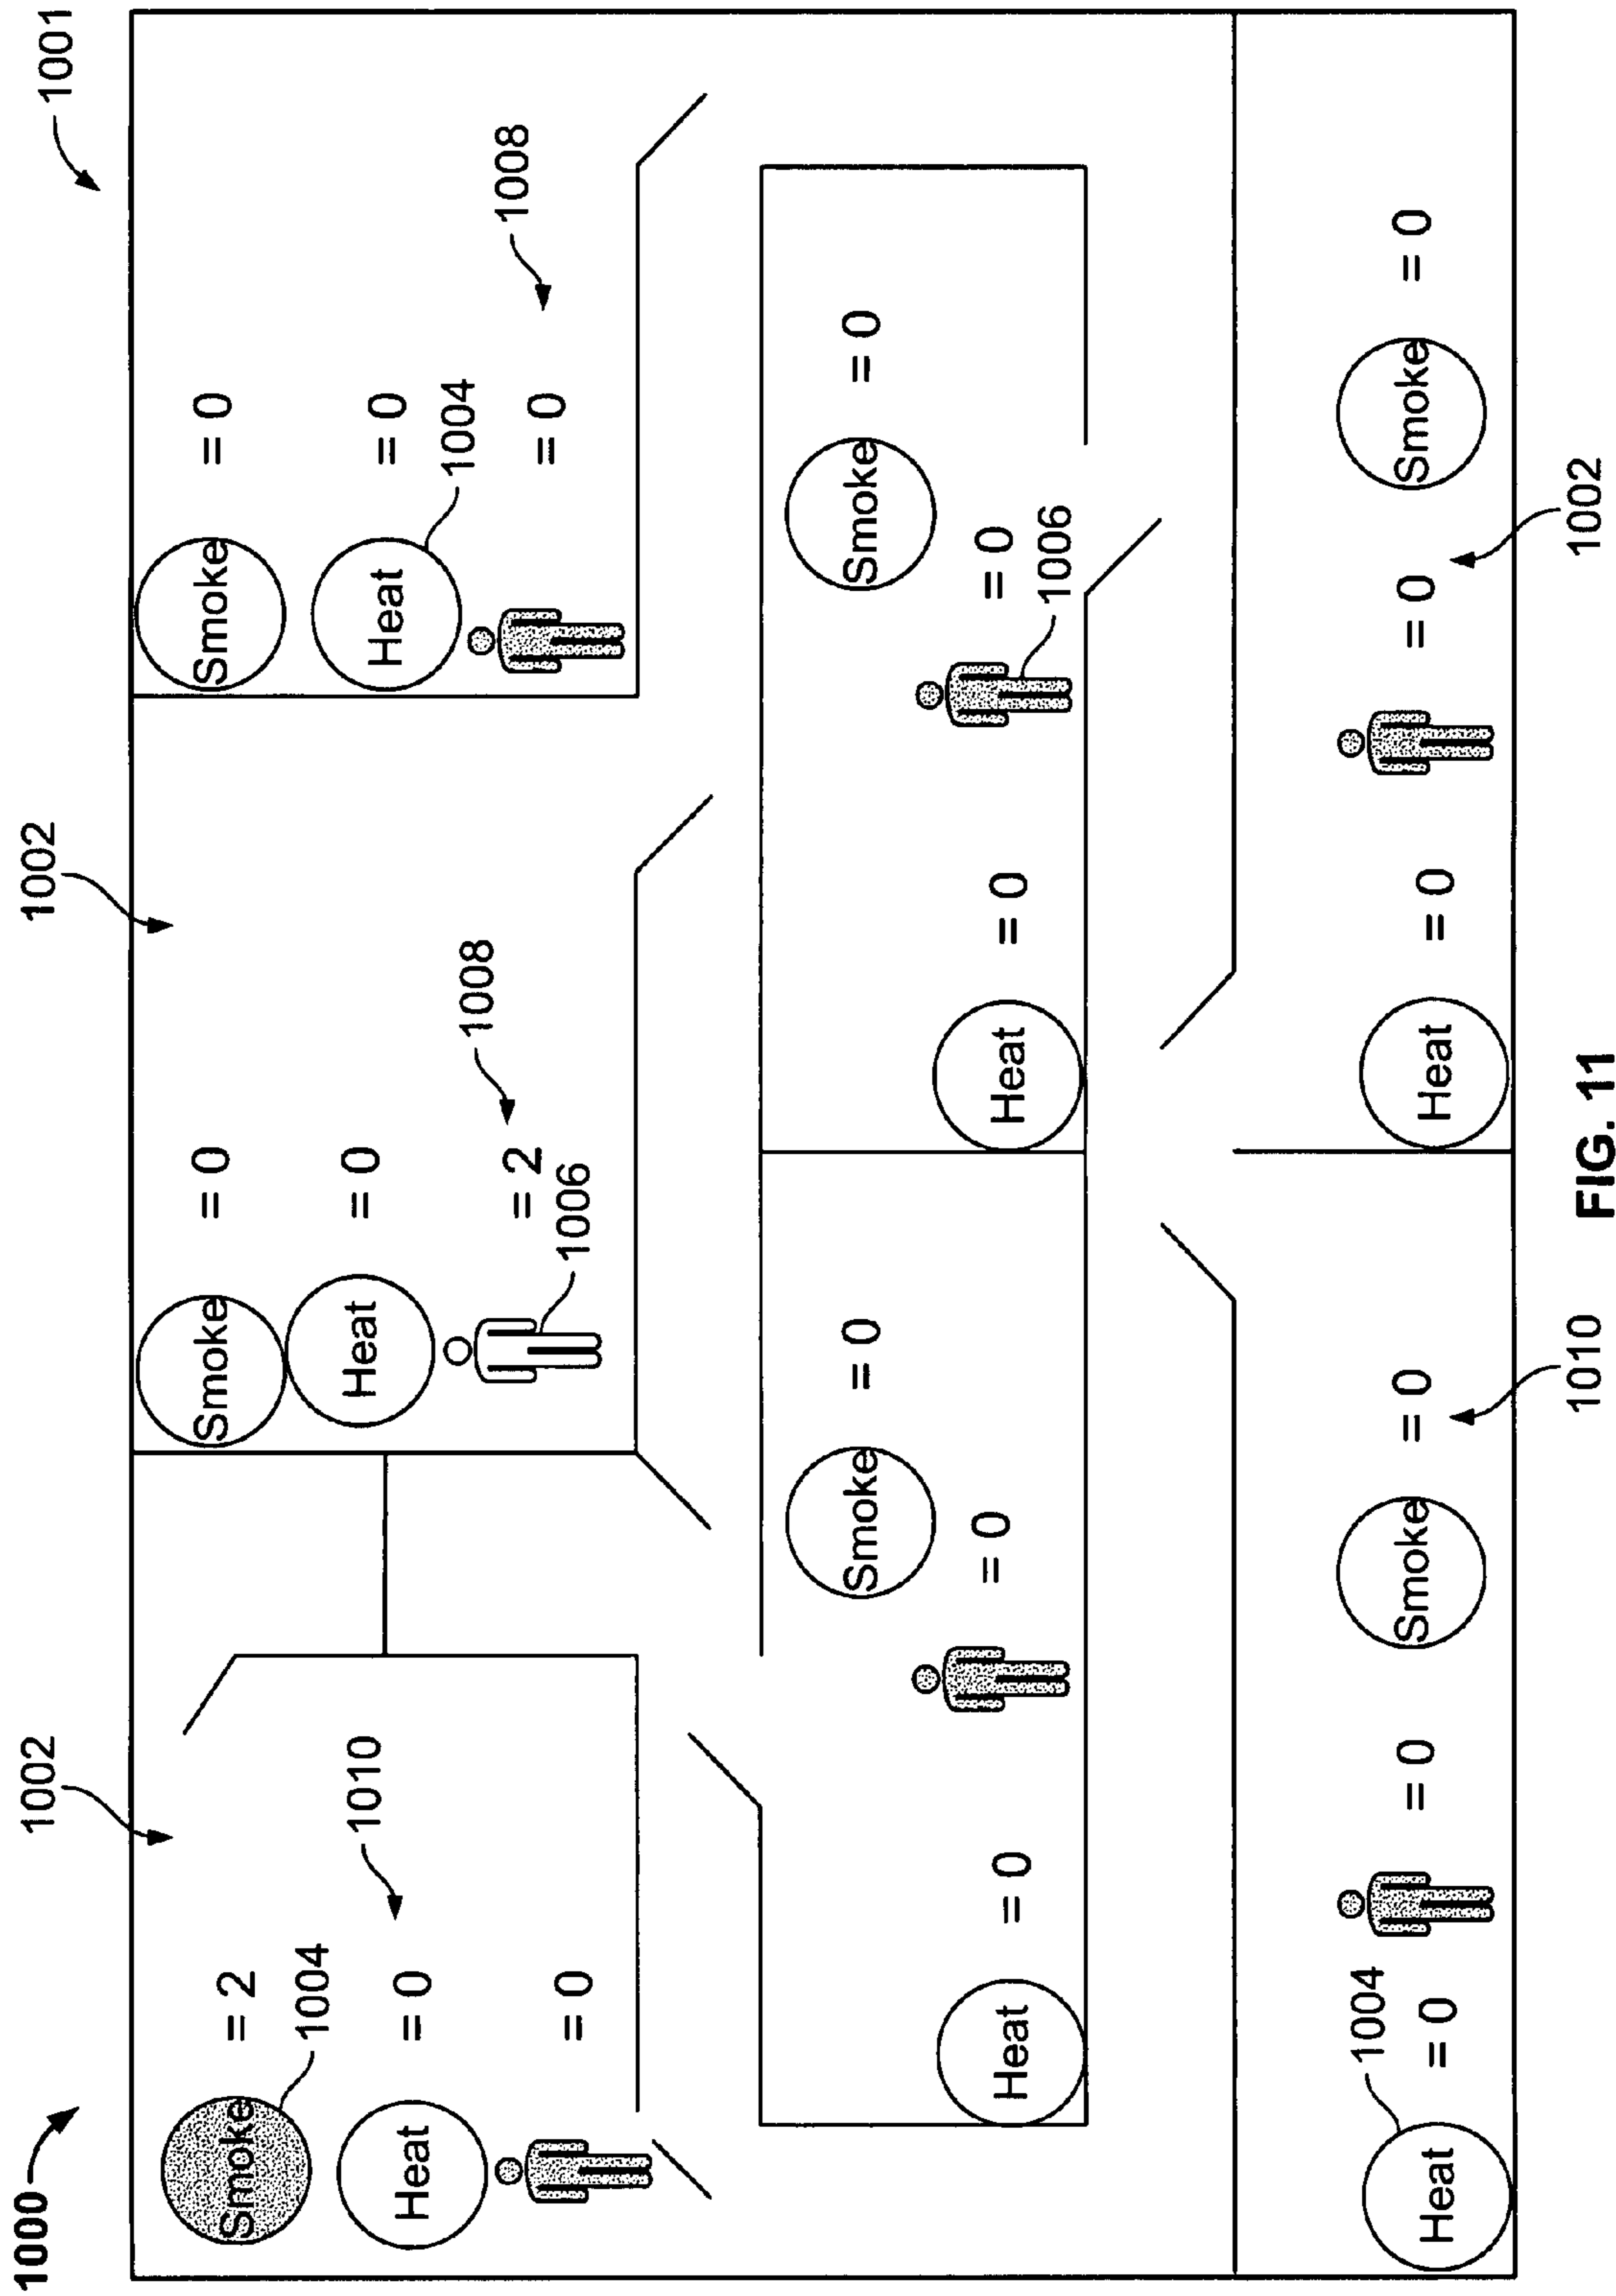 1000
1002
1002
1001
Smoke = 2
1004
Heat = 0
1010
= 0
Smoke = 0
Heat = 0
= 2
1008
1006
Smoke = 0
Heat = 0
1004
= 0
1008
Heat = 0
= 0
Smoke = 0
Heat = 0
= 0
1006
Smoke = 0
Heat = 0
1004
= 0
Smoke = 0
1010
Heat = 0
= 0
Smoke = 0
1002
FIG. 11